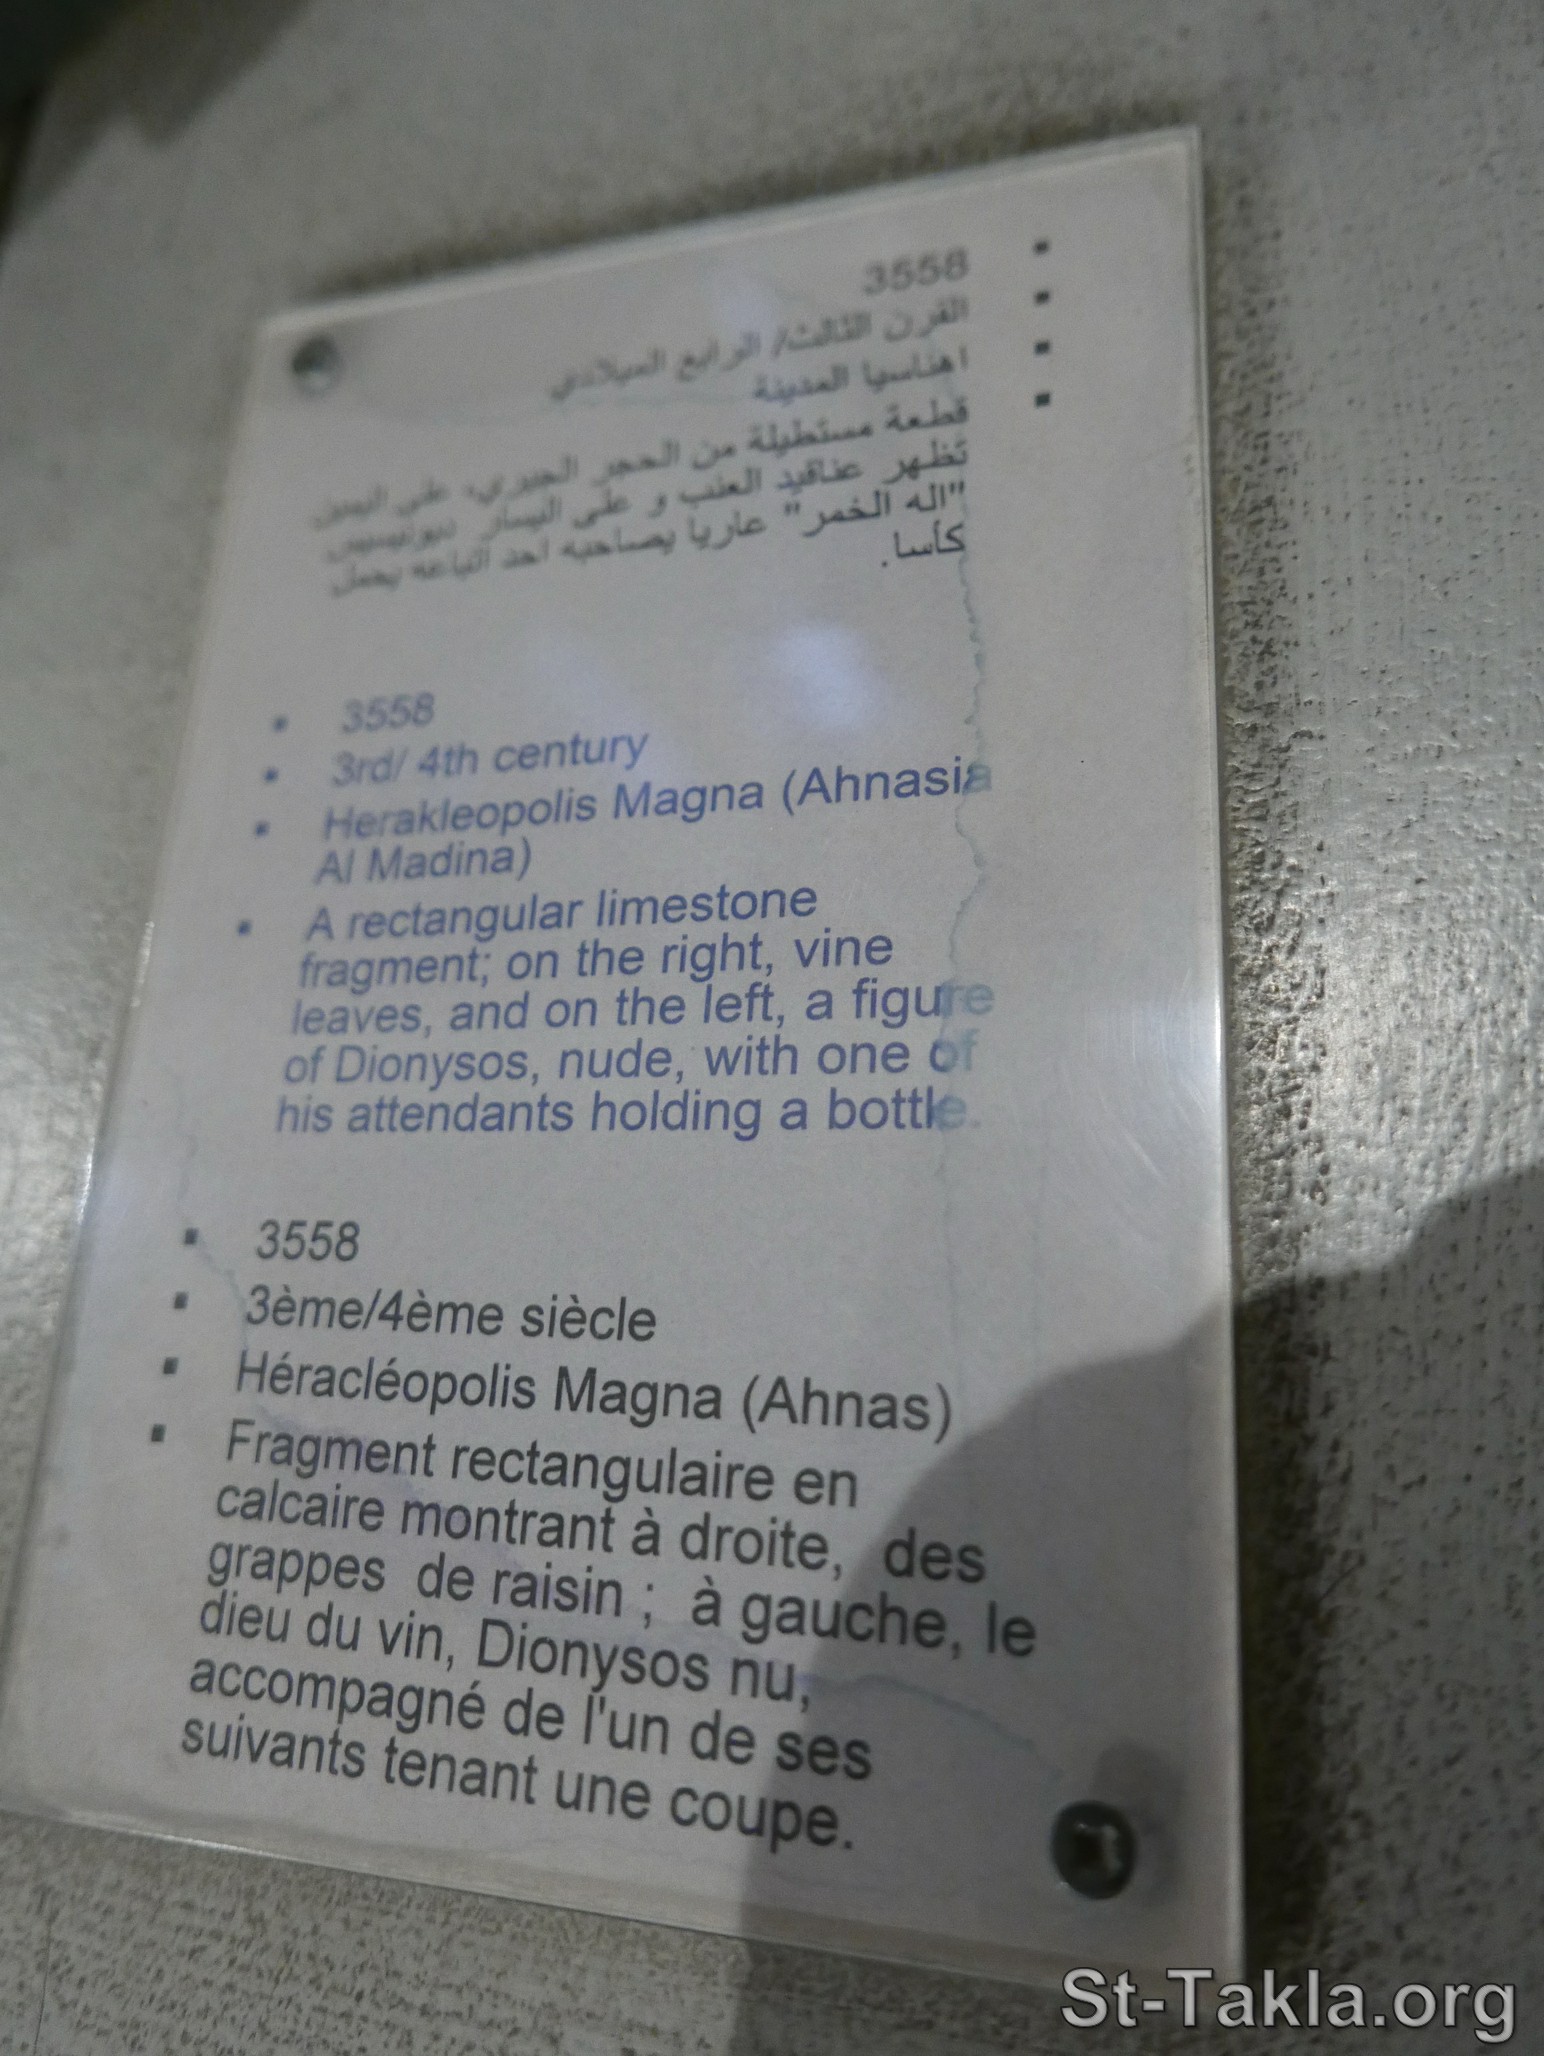 3558
القرن الثالث/ الرابع الميلادي
اهناسيا المدينة
قطعة مستطيلة من الحجر الجيري، على اليمين
تظهر عناقيد العنب و على اليسار ديونيسيس
"اله الخمر" عاريا يصاحبه احد اتباعه يحمل
كأسا.
3558
3rd/ 4th century
Herakleopolis Magna (Ahnasia
Al Madina)
A rectangular limestone
fragment; on the right, vine
leaves, and on the left, a figure
of Dionysos, nude, with one of
his attendants holding a bottle.
3558
3ème/4ème siècle
Héracléopolis Magna (Ahnas)
Fragment rectangulaire en
calcaire montrant à droite, des
grappes de raisin ; à gauche, le
dieu du vin, Dionysos nu,
accompagné de l'un de ses
suivants tenant une coupe.
St-Takla.org